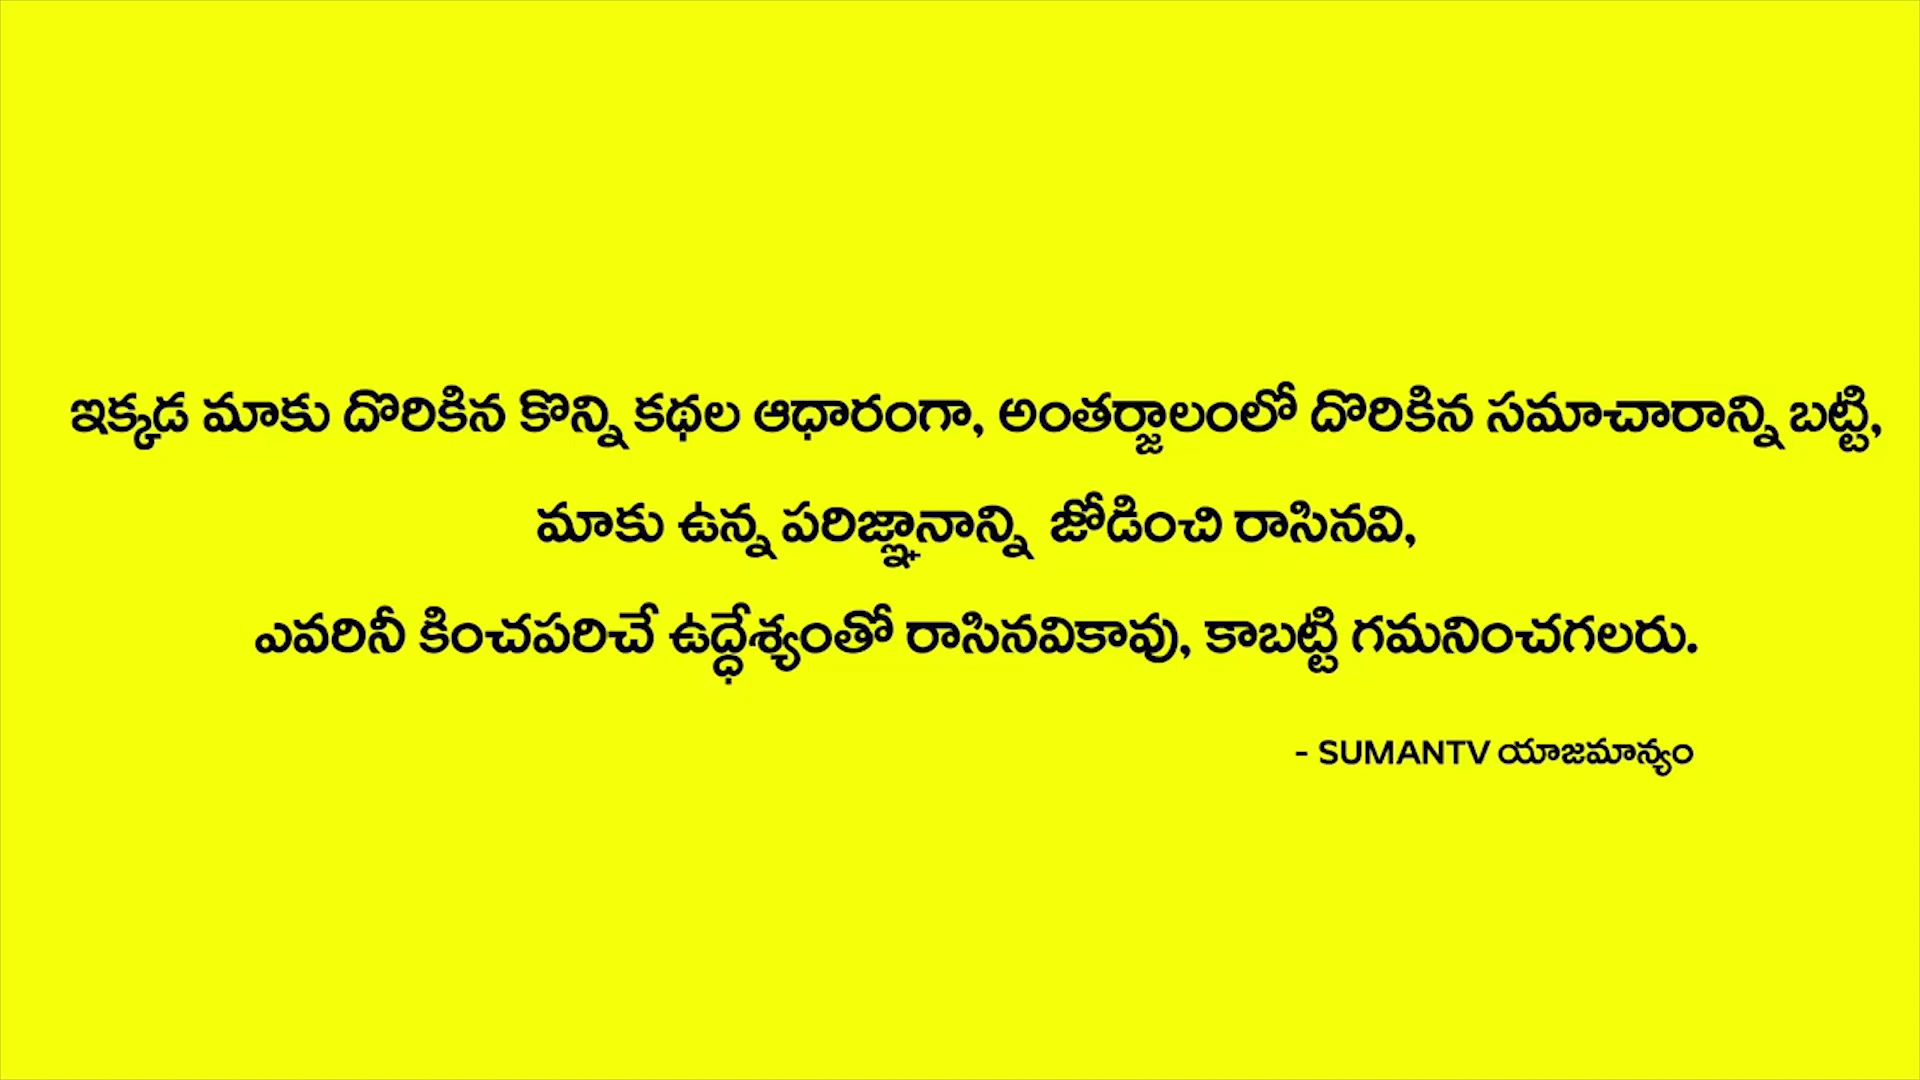 ఇక్కడ మాకు దొరికిన కొన్ని కథల ఆధారంగా, అంతర్జాలంలో దొరికిన సమాచారాన్ని బట్టి,
మాకు ఉన్న పరిజ్ఞానాన్ని జోడించి రాసినవి,
ఎవరినీ కించపరిచే ఉద్ధేశ్యంతో రాసినవికావు, కాబట్టి గమనించగలరు.
- SUMANTV యాజమాన్యం